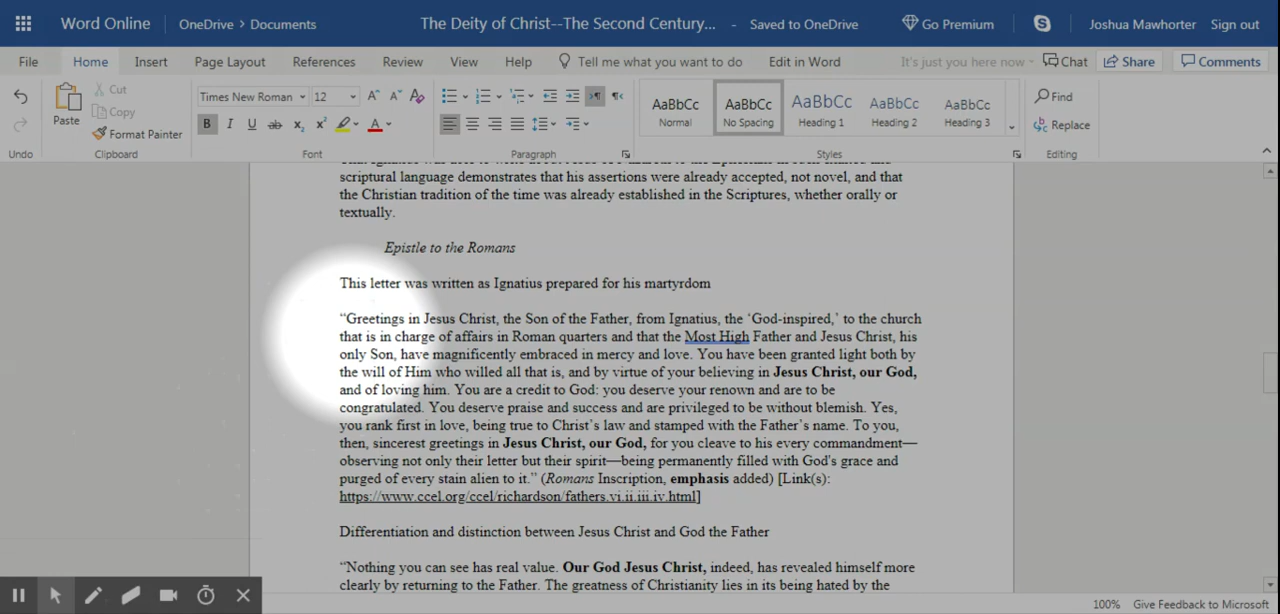 Word Online OneDrive > Documents The Deity of Christ--The Second Century... - Saved to OneDrive Go Premium Joshua Mawhorter Sign out
File Home Insert Page Layout References Review View Help Tell me what you want to do Edit in Word It's just you here now Chat Share Comments
Paste Cut Copy Format Painter
Times New Roman 12
B I U ab x₂ x² A A
AaBbCc AaBbCc AaBbCc AaBbCc AaBbCc
Normal No Spacing Heading 1 Heading 2 Heading 3
Find
Replace
Undo Clipboard Font Paragraph Styles Editing
scriptural language demonstrates that his assertions were already accepted, not novel, and that
the Christian tradition of the time was already established in the Scriptures, whether orally or
textually.
Epistle to the Romans
This letter was written as Ignatius prepared for his martyrdom
“Greetings in Jesus Christ, the Son of the Father, from Ignatius, the ‘God-inspired,’ to the church
that is in charge of affairs in Roman quarters and that the Most High Father and Jesus Christ, his
only Son, have magnificently embraced in mercy and love. You have been granted light both by
the will of Him who willed all that is, and by virtue of your believing in Jesus Christ, our God,
and of loving him. You are a credit to God: you deserve your renown and are to be
congratulated. You deserve praise and success and are privileged to be without blemish. Yes,
you rank first in love, being true to Christ’s law and stamped with the Father’s name. To you,
then, sincerest greetings in Jesus Christ, our God, for you cleave to his every commandment—
observing not only their letter but their spirit—being permanently filled with God's grace and
purged of every stain alien to it.” (Romans Inscription, emphasis added) [Link(s):
https://www.ccel.org/ccel/richardson/fathers.vi.ii.iii.iv.html]
Differentiation and distinction between Jesus Christ and God the Father
“Nothing you can see has real value. Our God Jesus Christ, indeed, has revealed himself more
clearly by returning to the Father. The greatness of Christianity lies in its being hated by the
100% Give Feedback to Microsoft